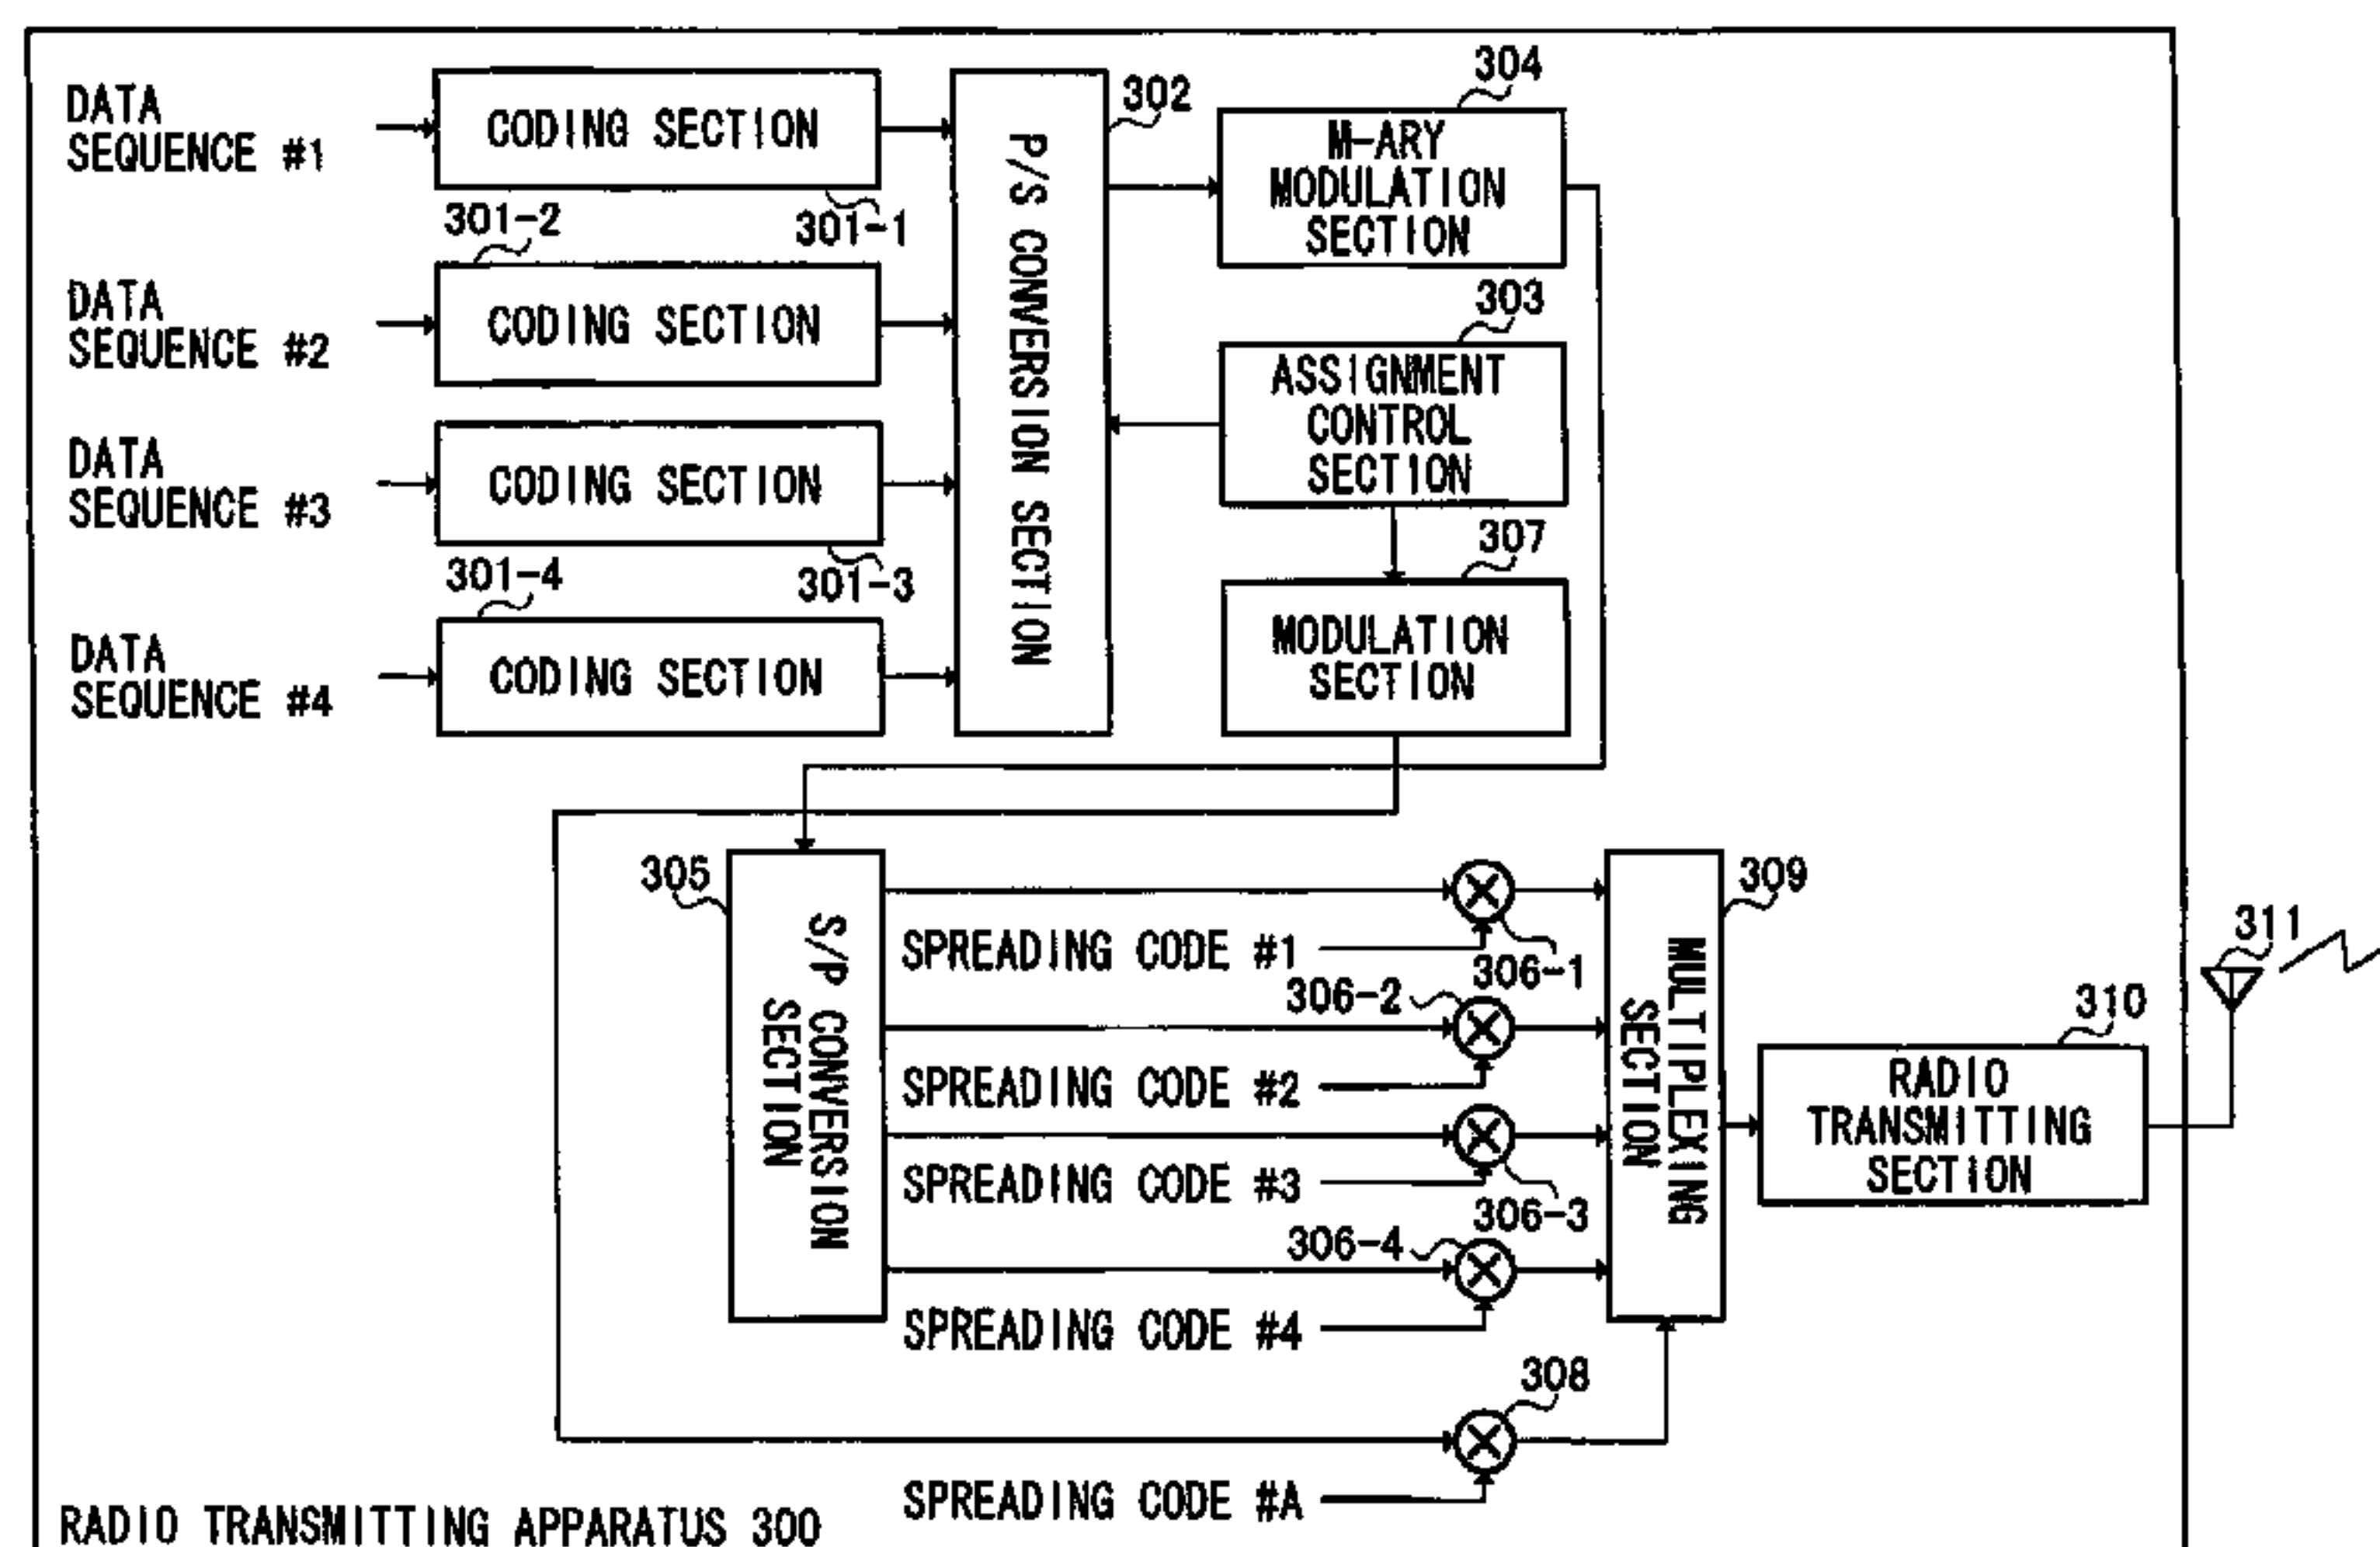 DATA
SEQUENCE #1
CODING SECTION
301-1
DATA
SEQUENCE #2
301-2
CODING SECTION
DATA
SEQUENCE #3
CODING SECTION
301-3
DATA
SEQUENCE #4
301-4
CODING SECTION
P/S CONVERSION SECTION
302
304
M-ARY
MODULATION
SECTION
303
ASSIGNMENT
CONTROL
SECTION
307
MODULATION
SECTION
305
S/P CONVERSION
SECTION
SPREADING CODE #1
306-1
306-2
SPREADING CODE #2
SPREADING CODE #3
306-3
306-4
SPREADING CODE #4
308
SPREADING CODE #A
309
MULTIPLEXING
SECTION
310
RADIO
TRANSMITTING
SECTION
311
RADIO TRANSMITTING APPARATUS 300